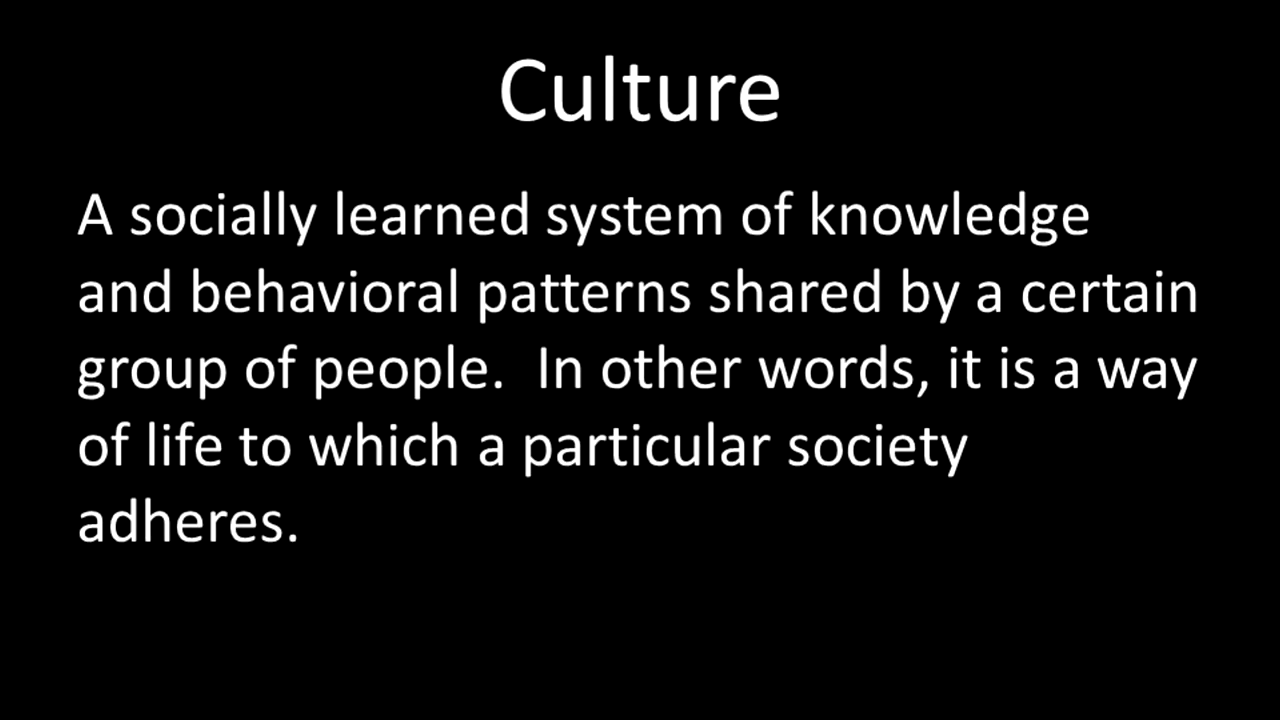 Culture
A socially learned system of knowledge
and behavioral patterns shared by a certain
group of people.  In other words, it is a way
of life to which a particular society
adheres.